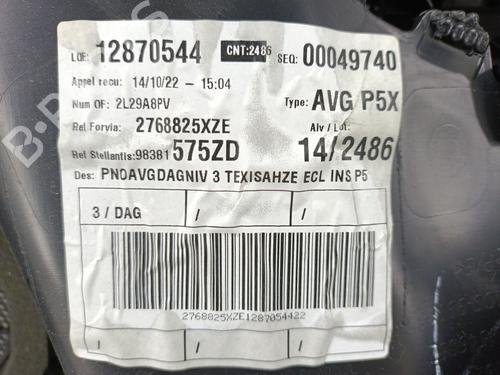 LOE: 12870544 CNT:2486 SEQ: 00049740
Appel recu: 14/10/22 - 15:04
Num OF: 2L29A8PV Type: AVG P5X
Ref Forvia: 2768825XZE Alv / Lot:
Ref Stellantis: 98381 575ZD 14/2486
Des: PNOAVGDAGNIV 3 TEXISAHZE ECL INS P5
3 / DAG / /
2768825XZE1287054422
/ / /